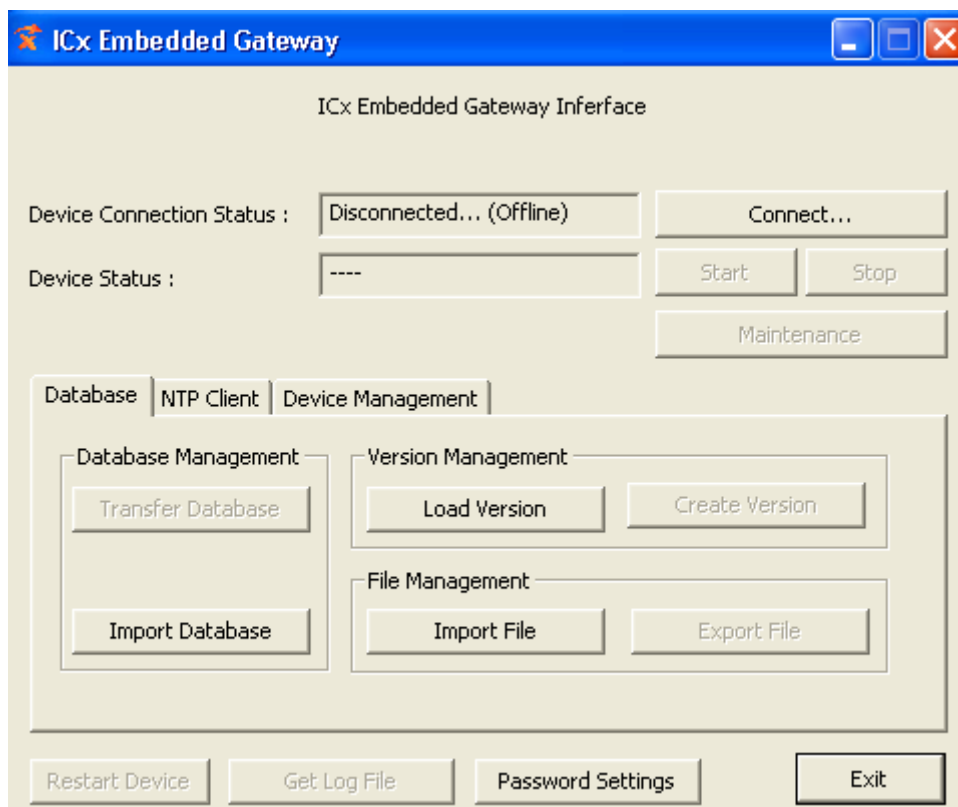 ICx Embedded Gateway
ICx Embedded Gateway Inferface
Device Connection Status :
Disconnected... (Offline)
Connect...
Device Status :
----
Start
Stop
Maintenance
Database
NTP Client
Device Management
Database Management
Transfer Database
Import Database
Version Management
Load Version
Create Version
File Management
Import File
Export File
Restart Device
Get Log File
Password Settings
Exit